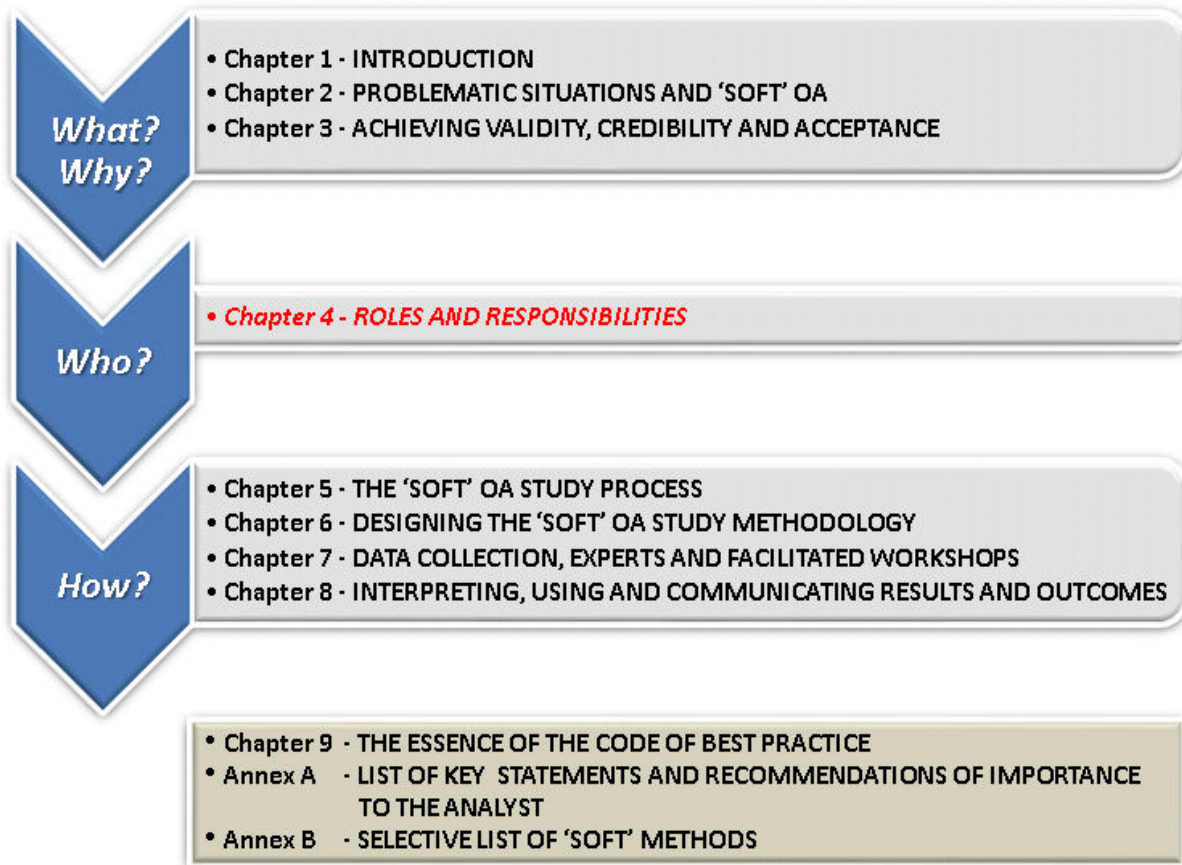 What?
Why?
• Chapter 1 - INTRODUCTION
• Chapter 2 - PROBLEMATIC SITUATIONS AND ‘SOFT’ OA
• Chapter 3 - ACHIEVING VALIDITY, CREDIBILITY AND ACCEPTANCE
Who?
• Chapter 4 - ROLES AND RESPONSIBILITIES
How?
• Chapter 5 - THE ‘SOFT’ OA STUDY PROCESS
• Chapter 6 - DESIGNING THE ‘SOFT’ OA STUDY METHODOLOGY
• Chapter 7 - DATA COLLECTION, EXPERTS AND FACILITATED WORKSHOPS
• Chapter 8 - INTERPRETING, USING AND COMMUNICATING RESULTS AND OUTCOMES
• Chapter 9 - THE ESSENCE OF THE CODE OF BEST PRACTICE
• Annex A - LIST OF KEY STATEMENTS AND RECOMMENDATIONS OF IMPORTANCE
TO THE ANALYST
• Annex B - SELECTIVE LIST OF ‘SOFT’ METHODS